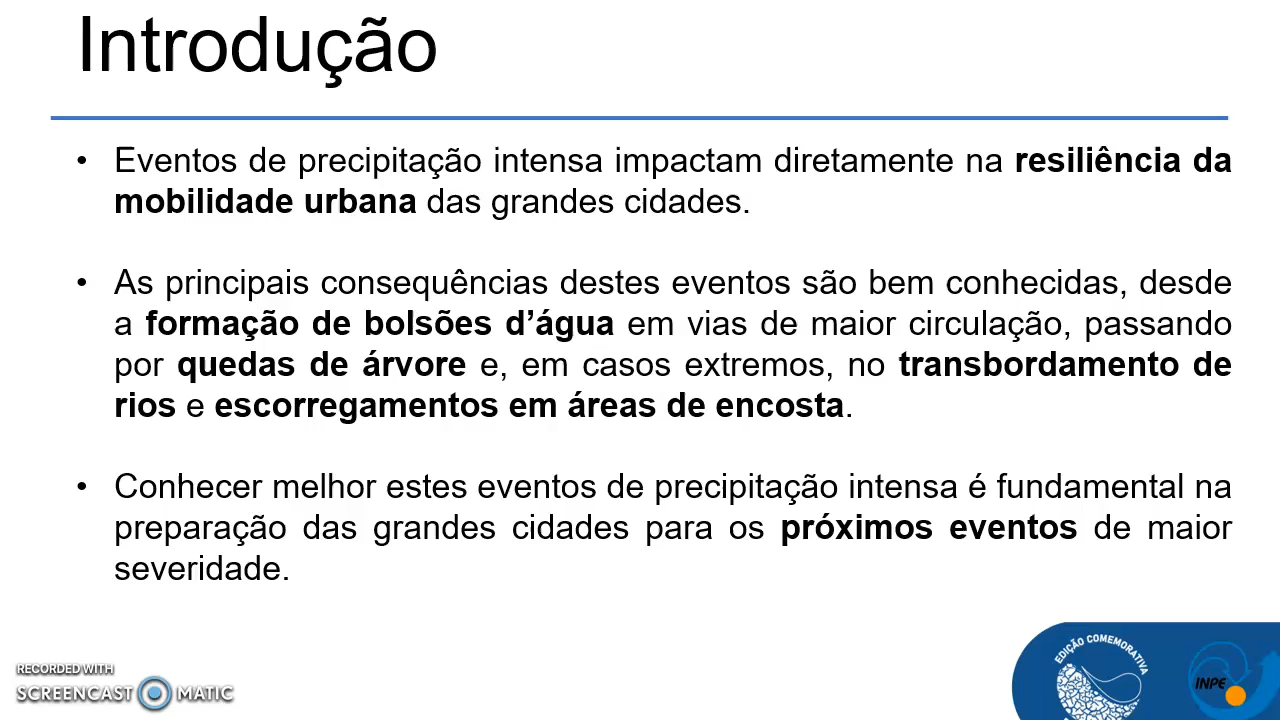 Introdução
• Eventos de precipitação intensa impactam diretamente na resiliência da
mobilidade urbana das grandes cidades.
• As principais consequências destes eventos são bem conhecidas, desde
a formação de bolsões d’água em vias de maior circulação, passando
por quedas de árvore e, em casos extremos, no transbordamento de
rios e escorregamentos em áreas de encosta.
• Conhecer melhor estes eventos de precipitação intensa é fundamental na
preparação das grandes cidades para os próximos eventos de maior
severidade.
EDIÇÃO COMEMORATIVA
INPE
RECORDED WITH
SCREENCAST MATIC